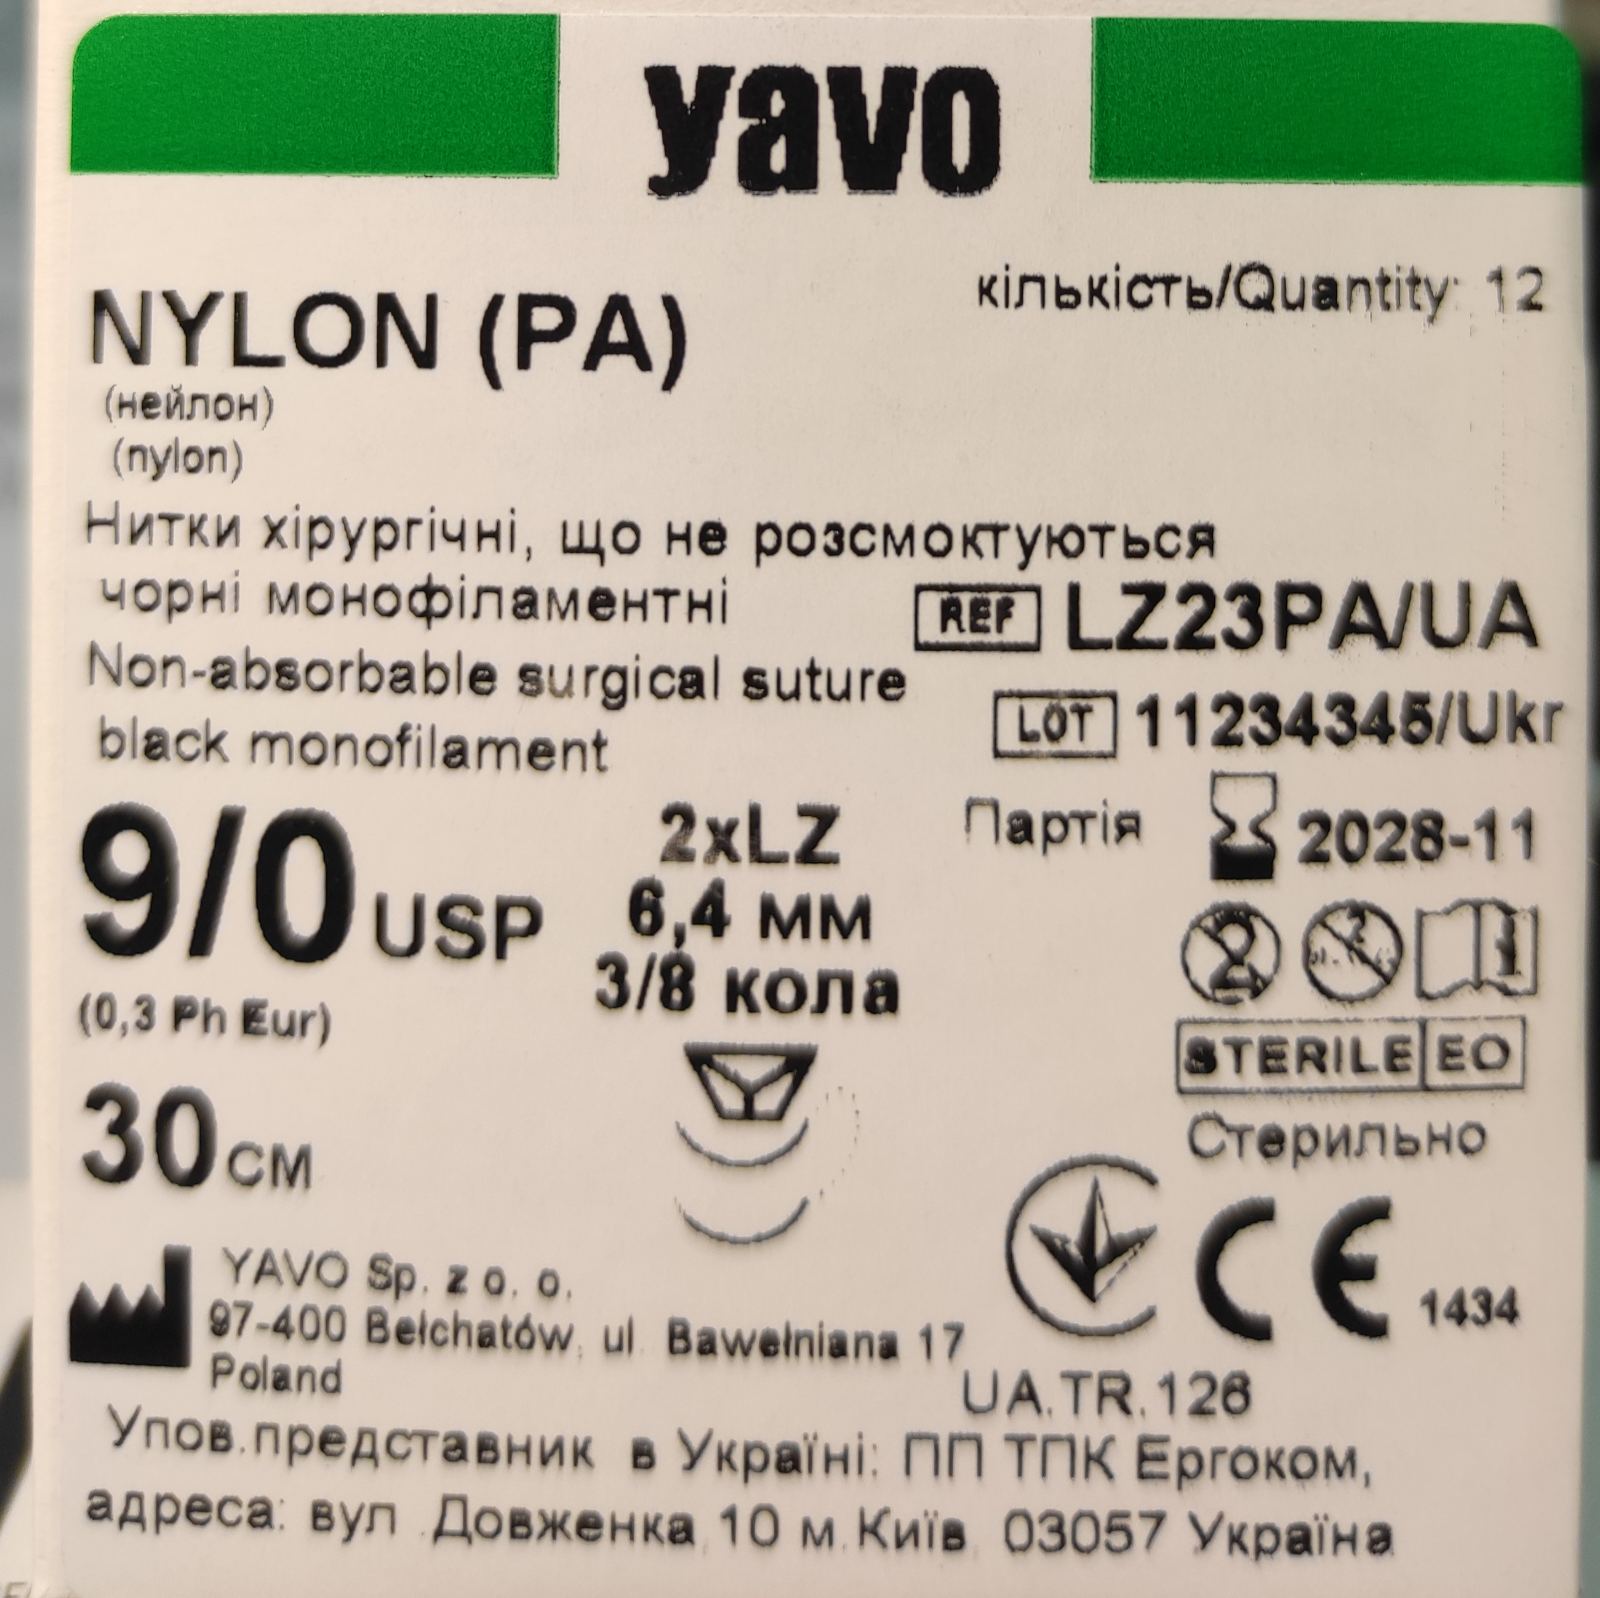 yavo
кількість/Quantity: 12
NYLON (PA)
(нейлон)
(nylon)
Нитки хірургічні, що не розсмоктуються
чорні монофіламентні
REF LZ23PA/UA
Non-absorbable surgical suture
black monofilament
LOT 11234345/Ukr
Партія 2028-11
9/0 USP
(0,3 Ph Eur)
30 см
2xLZ
6,4 мм
3/8 кола
STERILE EO
Стерильно
CE 1434
YAVO Sp. z o. o.
97-400 Bełchatów, ul. Bawełniana 17
Poland
UA.TR.126
Упов.представник в Україні: ПП ТПК Ергоком,
адреса: вул .Довженка,10 м.Київ 03057 Україна